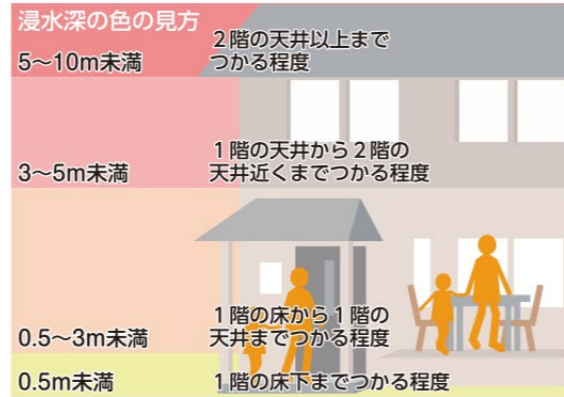 浸水深の色の見方
5〜10m未満
2階の天井以上まで
つかる程度
3〜5m未満
1階の天井から2階の
天井近くまでつかる程度
0.5〜3m未満
1階の床から1階の
天井までつかる程度
0.5m未満
1階の床下までつかる程度